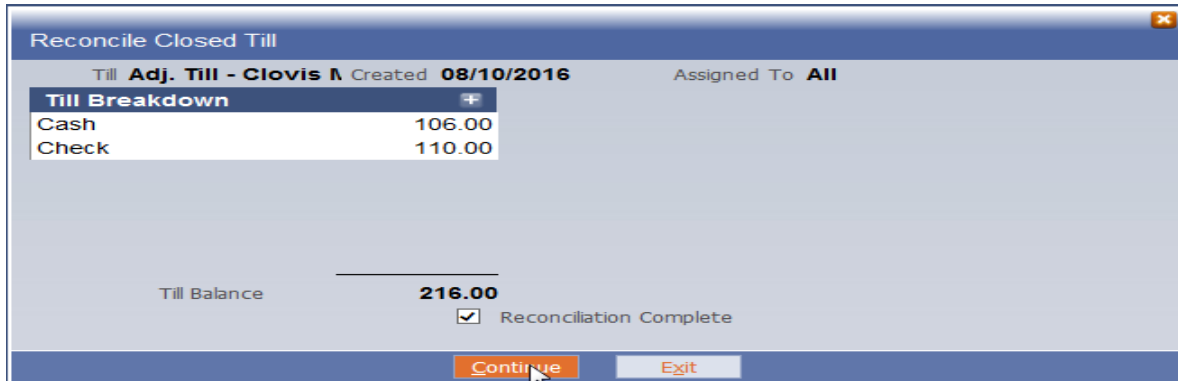 Reconcile Closed Till
Till Adj. Till - Clovis Created 08/10/2016 Assigned To All
Till Breakdown
Cash 106.00
Check 110.00
Till Balance 216.00
Reconciliation Complete
Continue Exit